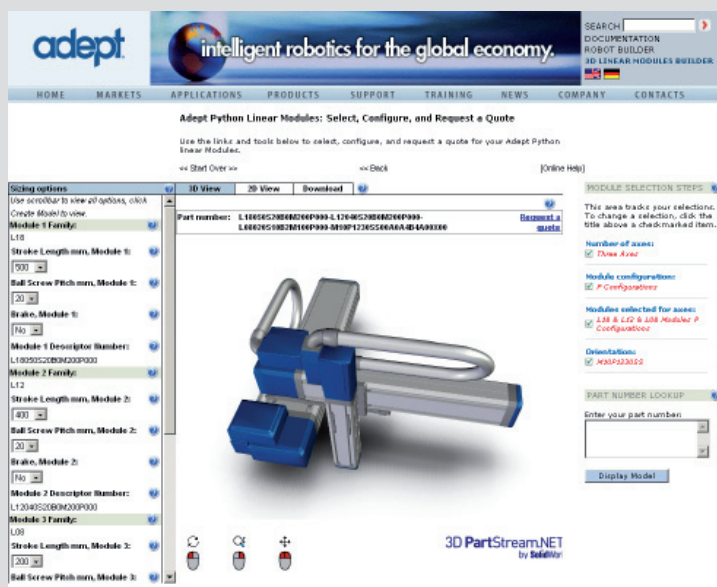 adept
intelligent robotics for the global economy.
SEARCH
DOCUMENTATION
ROBOT BUILDER
3D LINEAR MODULES BUILDER
HOME MARKETS APPLICATIONS PRODUCTS SUPPORT TRAINING NEWS COMPANY CONTACTS
Adept Python Linear Modules: Select, Configure, and Request a Quote
Use the links and tools below to select, configure, and request a quote for your Adept Python
linear Modules.
<< Start Over >> << Back [Online Help]
Sizing options
Use scrollbar to view all options, click
Create Model to view.
Module 1 Family:
L18
Stroke Length mm, Module 1:
500
Ball Screw Pitch mm, Module 1:
20
Brake, Module 1:
No
Module 1 Descriptor Number:
L18050S20B0M200P000
Module 2 Family:
L12
Stroke Length mm, Module 2:
400
Ball Screw Pitch mm, Module 2:
20
Brake, Module 2:
No
Module 2 Descriptor Number:
L12040S20B0M200P000
Module 3 Family:
L08
Stroke Length mm, Module 3:
200
Ball Screw Pitch mm, Module 3:
3D View 2D View Download
Part number: L18050S20B0M200P000-L12040S20B0M200P000-
Request a
quote
3D PartStream.NET
by SolidWorks
MODULE SELECTION STEPS
This area tracks your selections.
To change a selection, click the
title above a checkmarked item.
Number of axes:
Three Axes
Module configuration:
P Configurations
Modules selected for axes:
L18 & L12 & L08 Modules P
Configurations
Orientation:
M90P1230SS
PART NUMBER LOOKUP
Enter your part number:
Display Model